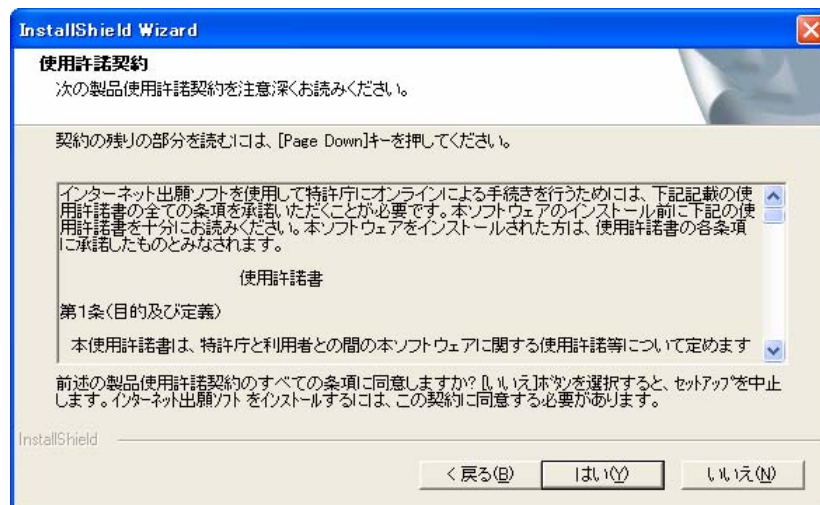 InstallShield Wizard
使用許諾契約
次の製品使用許諾契約を注意深くお読みください。
契約の残りの部分を読むには、[Page Down]キーを押してください。
インターネット出願ソフトを使用して特許庁にオンラインによる手続きを行うためには、下記記載の使
用許諾書の全ての条項を承諾いただくことが必要です。本ソフトウェアのインストール前に下記の使
用許諾書を十分にお読みください。本ソフトウェアをインストールされた方は、使用許諾書の各条項
に承諾したものとみなされます。
使用許諾書
第1条(目的及び定義)
本使用許諾書は、特許庁と利用者との間の本ソフトウェアに関する使用許諾等について定めます
前述の製品使用許諾契約のすべての条項に同意しますか? [いいえ]ボタンを選択すると、セットアップを中止
します。インターネット出願ソフト をインストールするには、この契約に同意する必要があります。
InstallShield
< 戻る(B)
はい(Y)
いいえ(N)